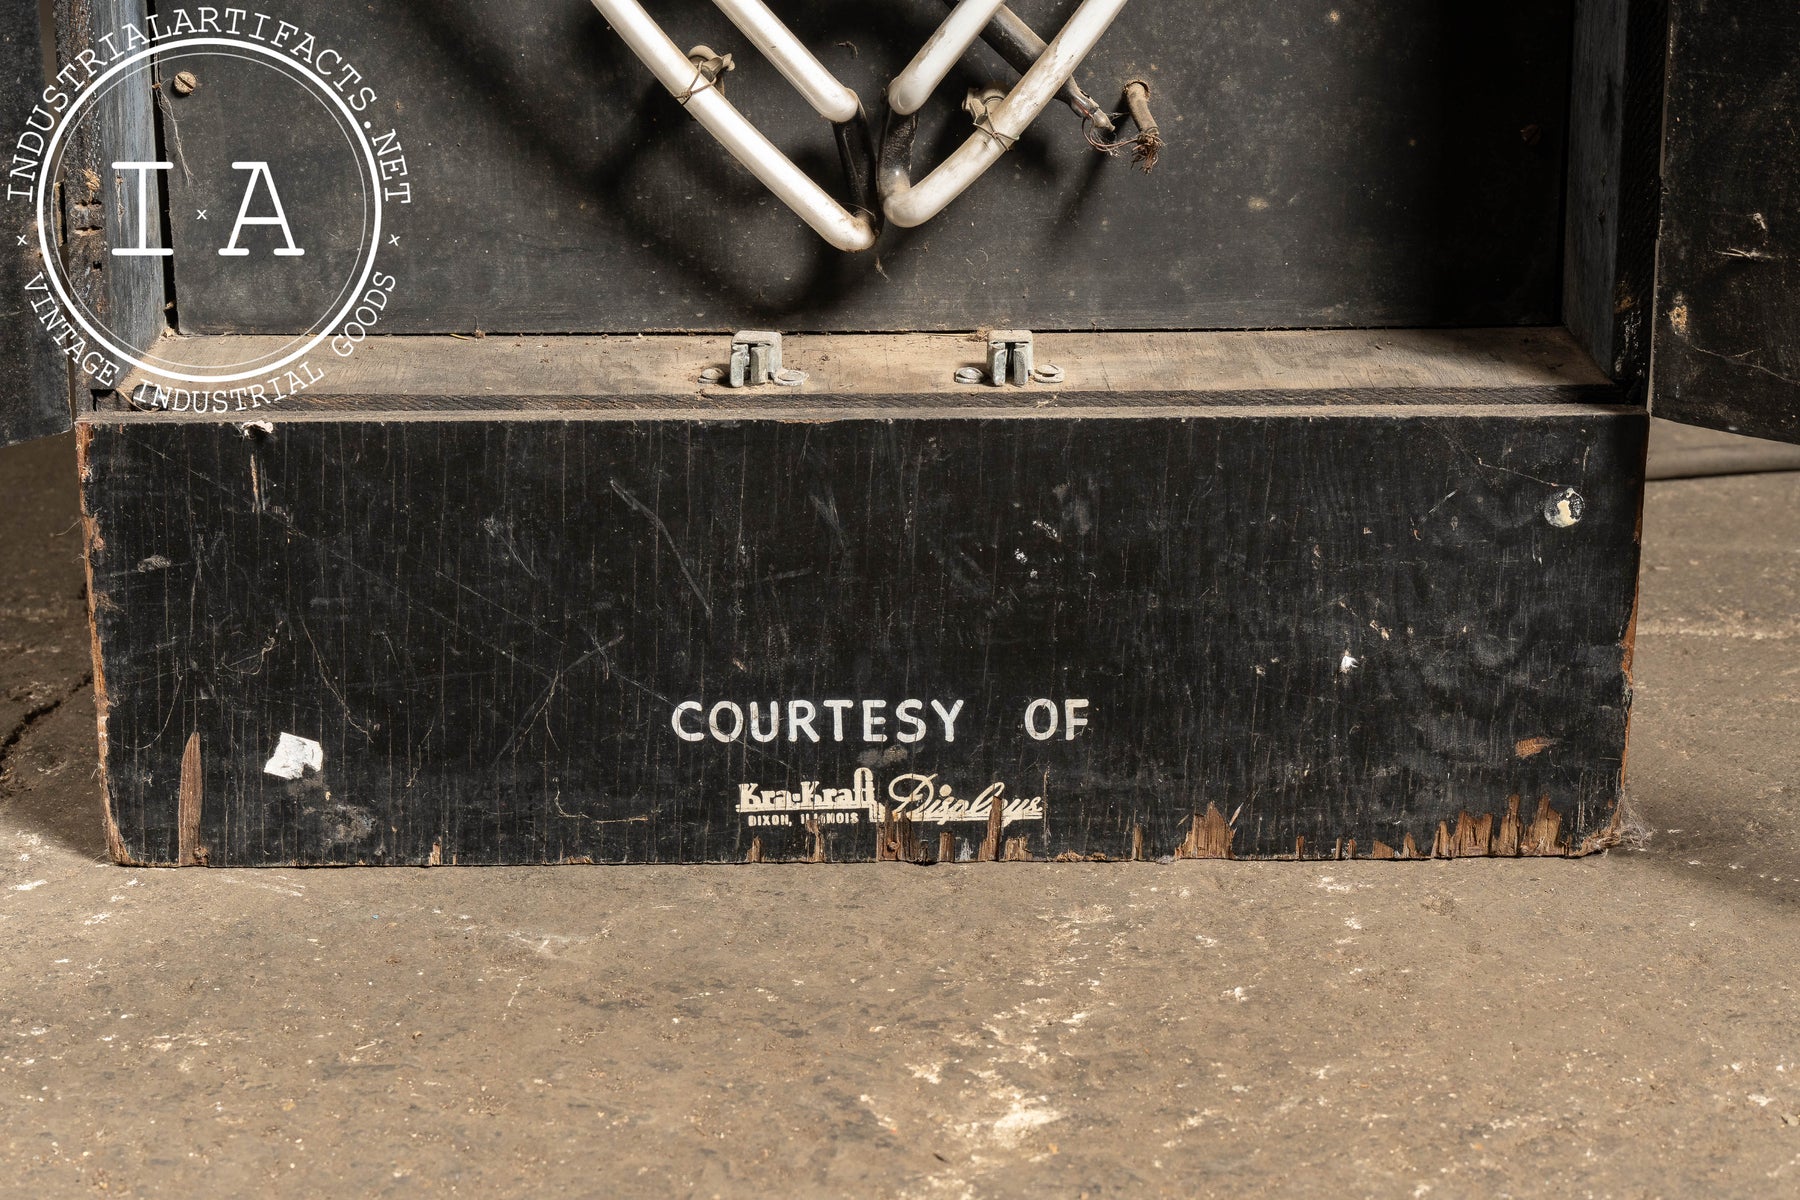 INDUSTRIALARTIFACTS.NET
I x A
x VINTAGE INDUSTRIAL GOODS x
COURTESY OF
Kra-Kraft Displays
DIXON, ILLINOIS